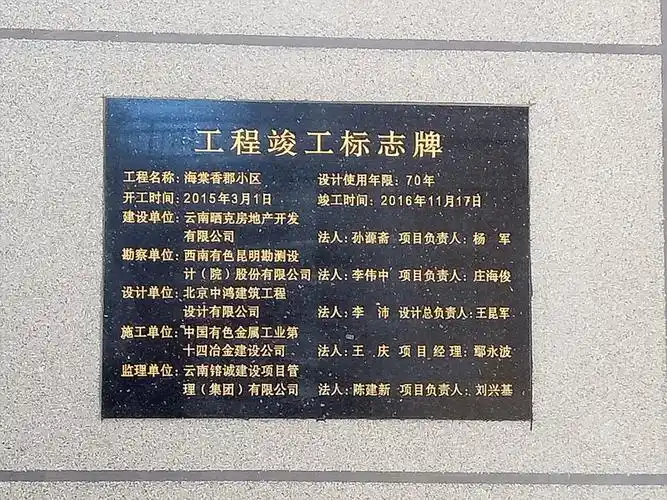 工程竣工标志牌
工程名称：海棠香郡小区 设计使用年限：70年
开工时间：2015年3月1日 竣工时间：2016年11月17日
建设单位：云南晒克房地产开发
有限公司 法人：孙源斋 项目负责人：杨 军
勘察单位：西南有色昆明勘测设
计（院）股份有限公司 法人：李伟中 项目负责人：庄海俊
设计单位：北京中鸿建筑工程
设计有限公司 法人：李 沛 设计总负责人：王昆军
施工单位：中国有色金属工业第
十四冶金建设公司 法人：王 庆 项目经理：鄢永波
监理单位：云南锴诚建设项目管
理（集团）有限公司 法人：陈建新 项目负责人：刘兴基